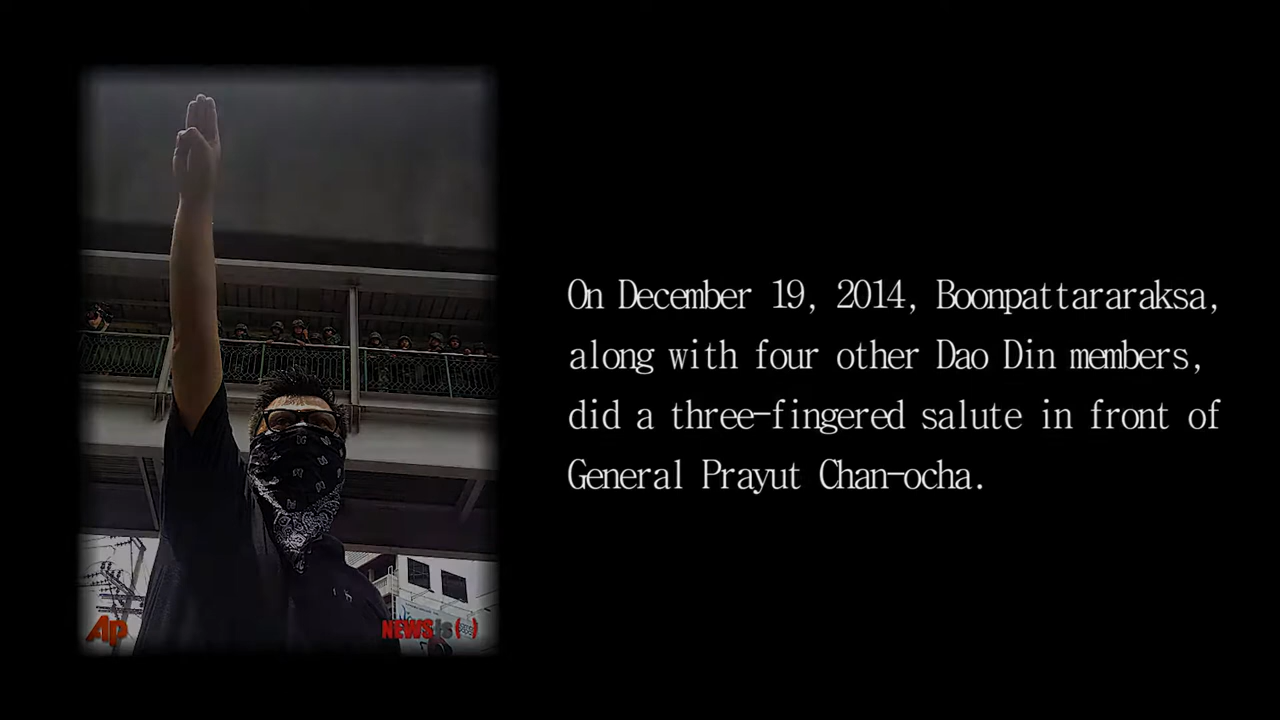 On December 19, 2014, Boonpattararaksa,
along with four other Dao Din members,
did a three-fingered salute in front of
General Prayut Chan-ocha.
Ap
NEWS